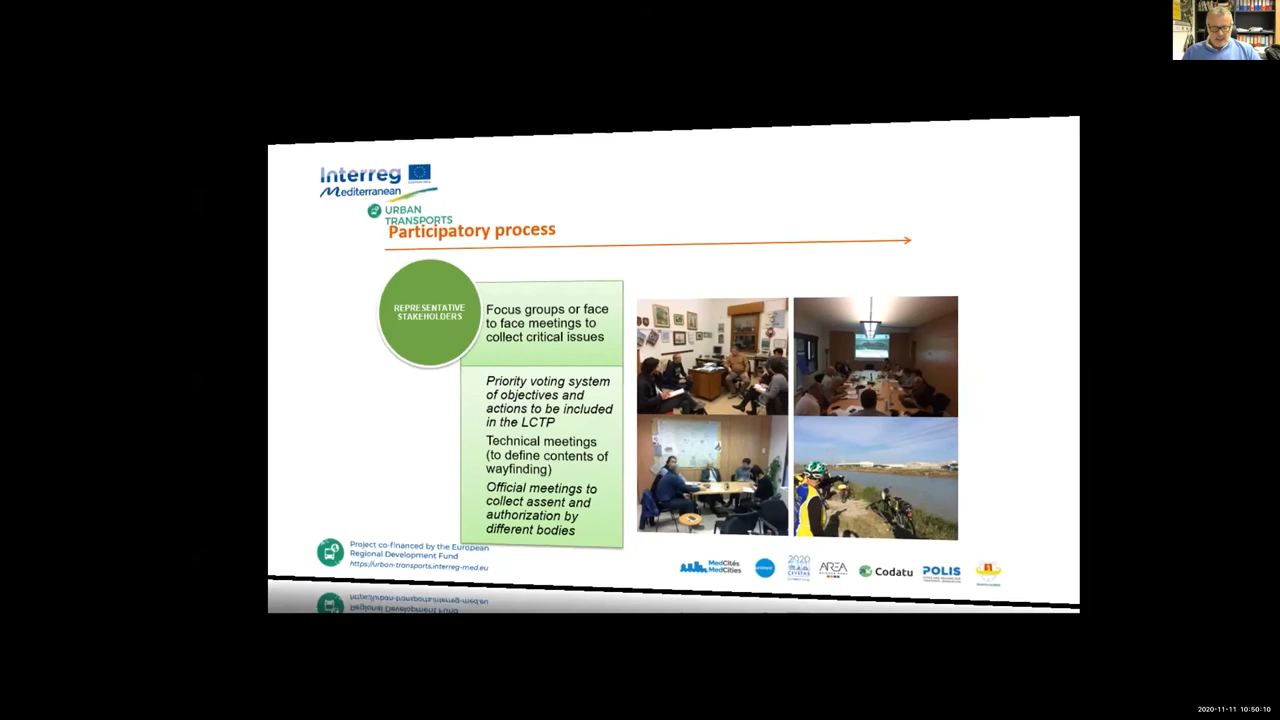 Interreg
Mediterranean
URBAN
TRANSPORTS
Participatory process
REPRESENTATIVE
STAKEHOLDERS
Focus groups or face
to face meetings to
collect critical issues
Priority voting system
of objectives and
actions to be included
in the LCTP
Technical meetings
(to define contents of
wayfinding)
Official meetings to
collect assent and
authorization by
different bodies
Project co-financed by the European
Regional Development Fund
https://urban-transports.interreg-med.eu
MedCités
MedCities
2020
AREA
Codatu
POLIS
2020-11-11 10:50:10